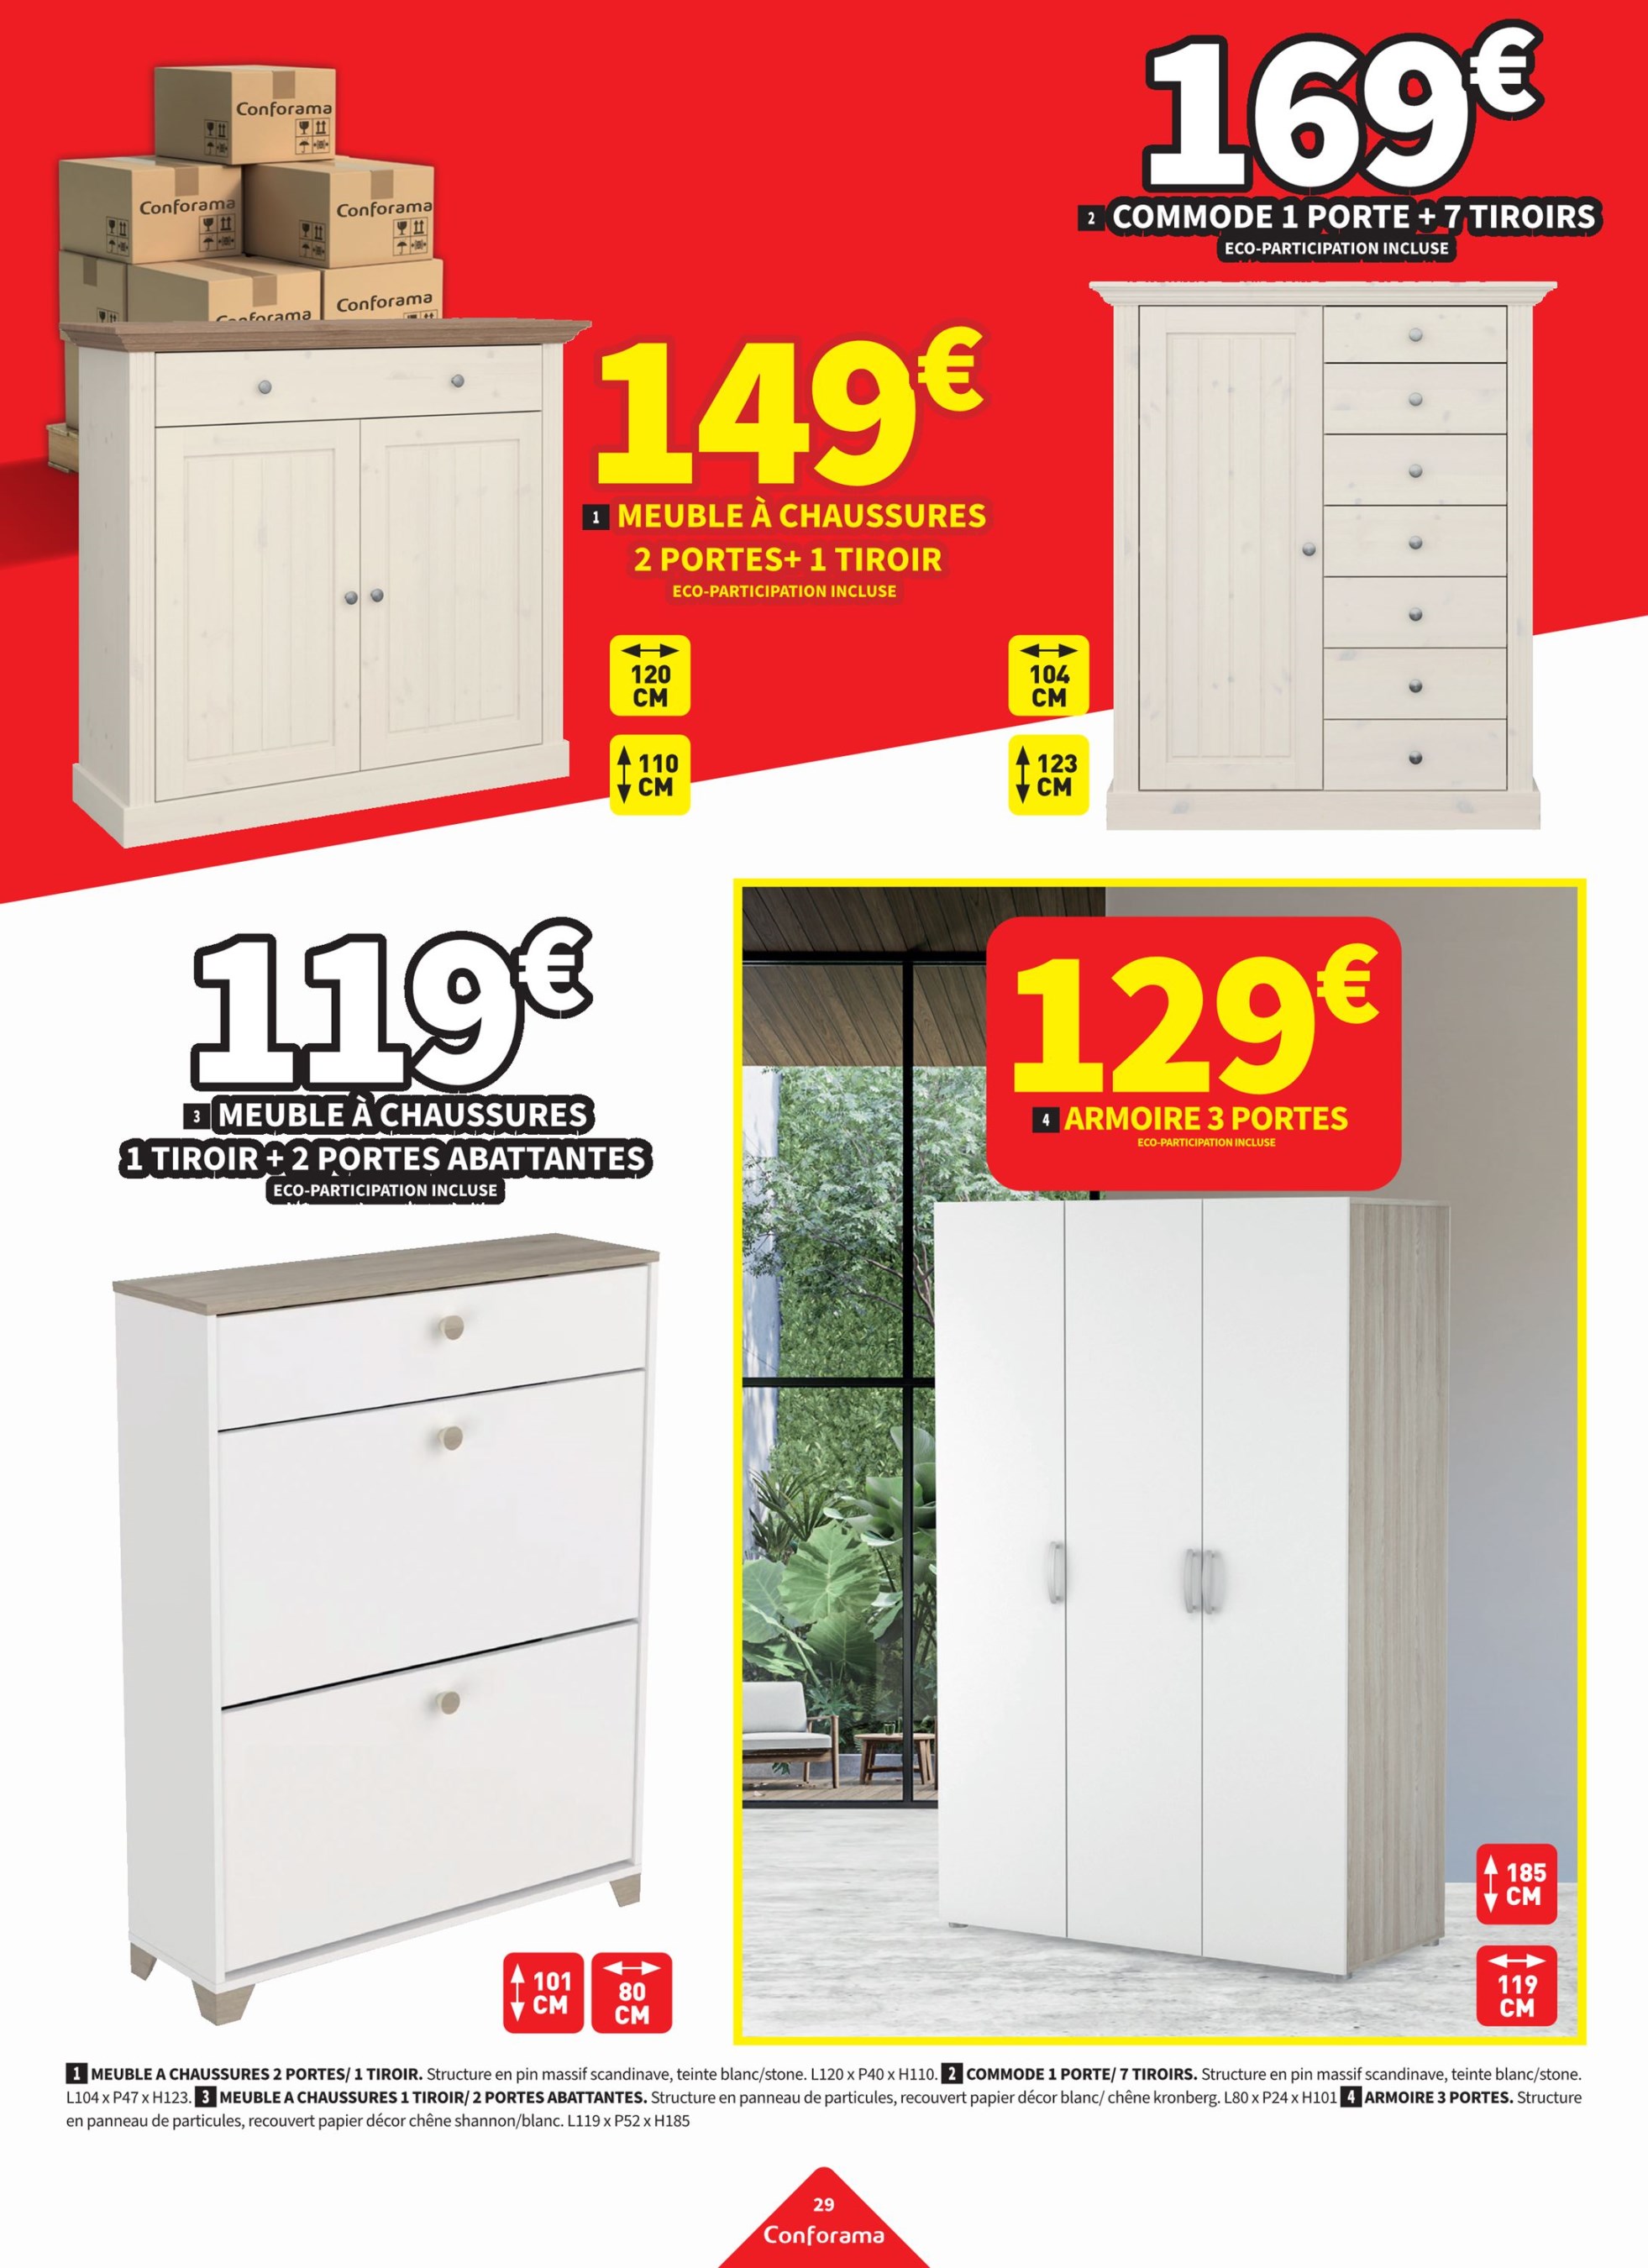 Conforama
Conforama
Conforama
Conforama
Conforama
169€
2 COMMODE 1 PORTE + 7 TIROIRS
ECO-PARTICIPATION INCLUSE
149€
1 MEUBLE À CHAUSSURES
2 PORTES+ 1 TIROIR
ECO-PARTICIPATION INCLUSE
120
CM
110
CM
104
CM
123
CM
119€
3 MEUBLE À CHAUSSURES
1 TIROIR + 2 PORTES ABATTANTES
ECO-PARTICIPATION INCLUSE
101
CM
80
CM
129€
4 ARMOIRE 3 PORTES
ECO-PARTICIPATION INCLUSE
185
CM
119
CM
1 MEUBLE A CHAUSSURES 2 PORTES/ 1 TIROIR. Structure en pin massif scandinave, teinte blanc/stone. L120 x P40 x H110. 2 COMMODE 1 PORTE/ 7 TIROIRS. Structure en pin massif scandinave, teinte blanc/stone.
L104 x P47 x H123. 3 MEUBLE A CHAUSSURES 1 TIROIR/ 2 PORTES ABATTANTES. Structure en panneau de particules, recouvert papier décor blanc/ chêne kronberg. L80 x P24 x H101 4 ARMOIRE 3 PORTES. Structure
en panneau de particules, recouvert papier décor chêne shannon/blanc. L119 x P52 x H185
29
Conforama